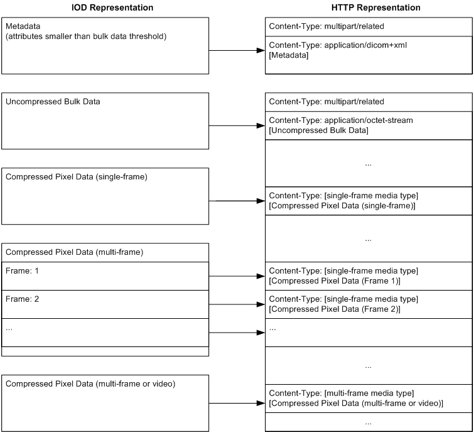 IOD Representation
HTTP Representation
Metadata
(attributes smaller than bulk data threshold)
Content-Type: multipart/related
Content-Type: application/dicom+xml
[Metadata]
Uncompressed Bulk Data
Content-Type: multipart/related
Content-Type: application/octet-stream
[Uncompressed Bulk Data]
...
Compressed Pixel Data (single-frame)
Content-Type: [single-frame media type]
[Compressed Pixel Data (single-frame)]
...
Compressed Pixel Data (multi-frame)
Frame: 1
Content-Type: [single-frame media type]
[Compressed Pixel Data (Frame 1)]
Frame: 2
Content-Type: [single-frame media type]
[Compressed Pixel Data (Frame 2)]
...
...
...
Compressed Pixel Data (multi-frame or video)
Content-Type: [multi-frame media type]
[Compressed Pixel Data (multi-frame or video)]
...